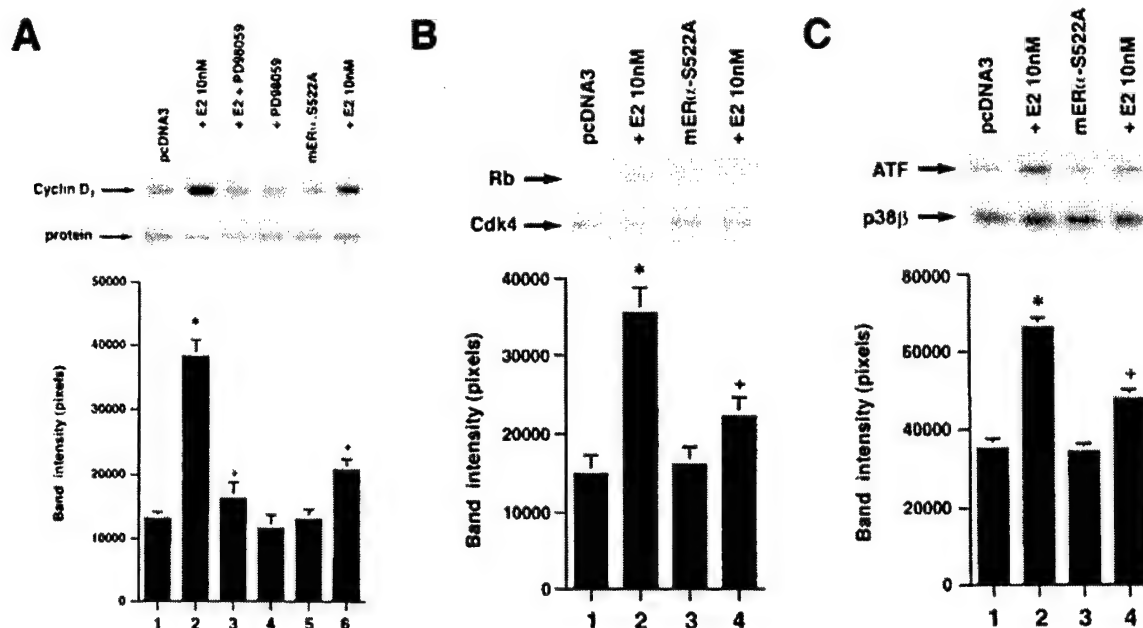 A
pcDNA3
+ E2 10nM
+ E2 + PD98059
+ PD98059
mERα-S522A
+ E2 10nM
Cyclin D1
protein
50000
40000
30000
20000
10000
0
Band intensity (pixels)
*
+
+
1 2 3 4 5 6
B
pcDNA3
+ E2 10nM
mERα-S522A
+ E2 10nM
Rb
Cdk4
40000
30000
20000
10000
0
Band intensity (pixels)
*
+
1 2 3 4
C
pcDNA3
+ E2 10nM
mERα-S522A
+ E2 10nM
ATF
p38β
80000
60000
40000
20000
0
Band intensity (pixels)
*
+
1 2 3 4